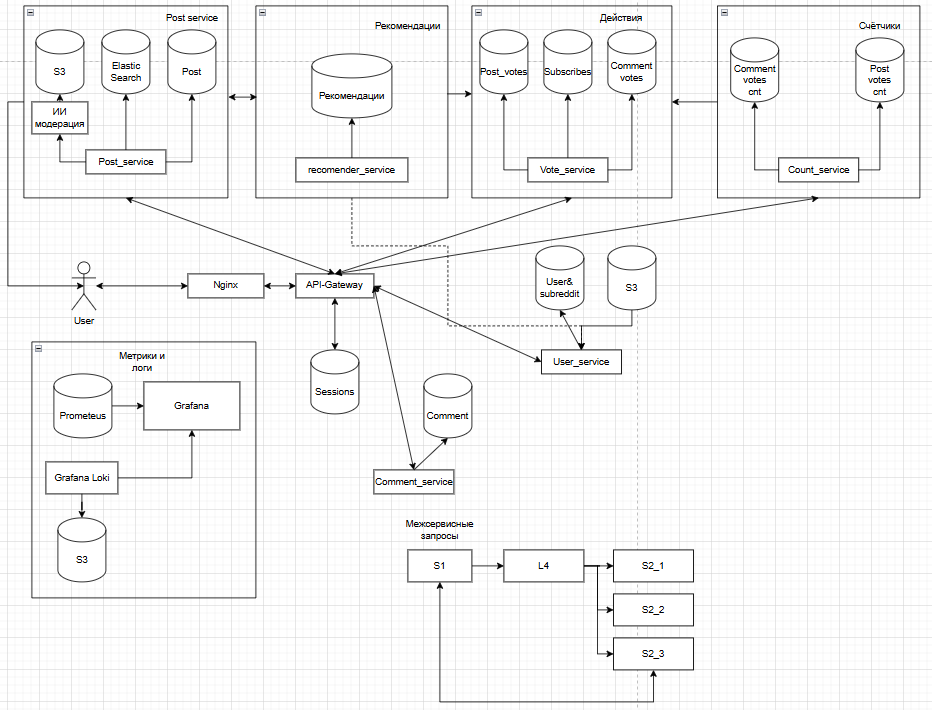 Post service
S3
Elastic
Search
Post
ИИ
модерация
Post_service
Рекомендации
Рекомендации
recomender_service
Действия
Post_votes
Subscribes
Comment
votes
Vote_service
Счётчики
Comment
votes
cnt
Post
votes
cnt
Count_service
User
Nginx
API-Gateway
Sessions
User&
subreddit
S3
User_service
Comment
Comment_service
Метрики и
логи
Prometeus
Grafana
Grafana Loki
S3
Межсервисные
запросы
S1
L4
S2_1
S2_2
S2_3